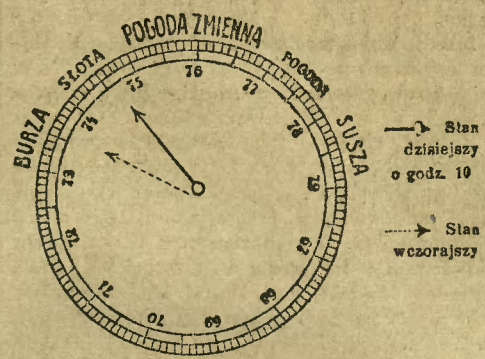 BURZA
SŁOTA
POGODA ZMIENNA
POGODA
SUSZA
73
74
75
76
77
78
79
67
68
69
70
71
72
Stan
dzisiejszy
o godz. 10
Stan
wczorajszy